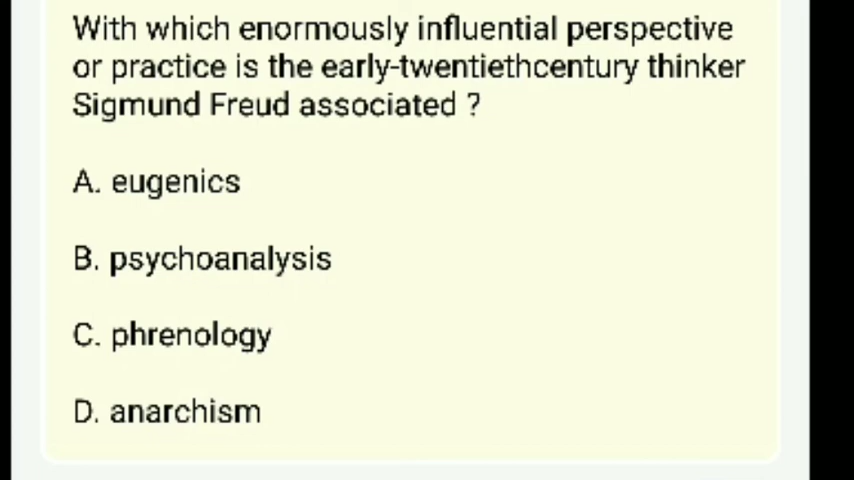 With which enormously influential perspective
or practice is the early-twentiethcentury thinker
Sigmund Freud associated ?
A. eugenics
B. psychoanalysis
C. phrenology
D. anarchism